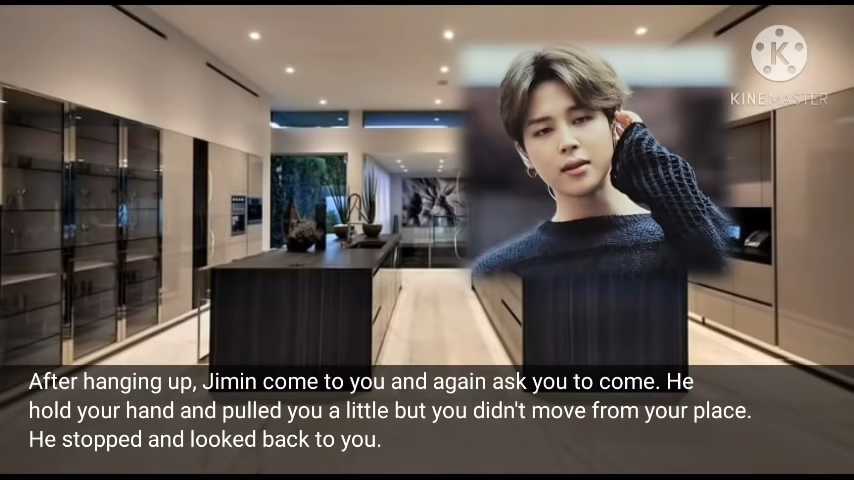 K
KINEMASTER
After hanging up, Jimin come to you and again ask you to come. He
hold your hand and pulled you a little but you didn't move from your place.
He stopped and looked back to you.